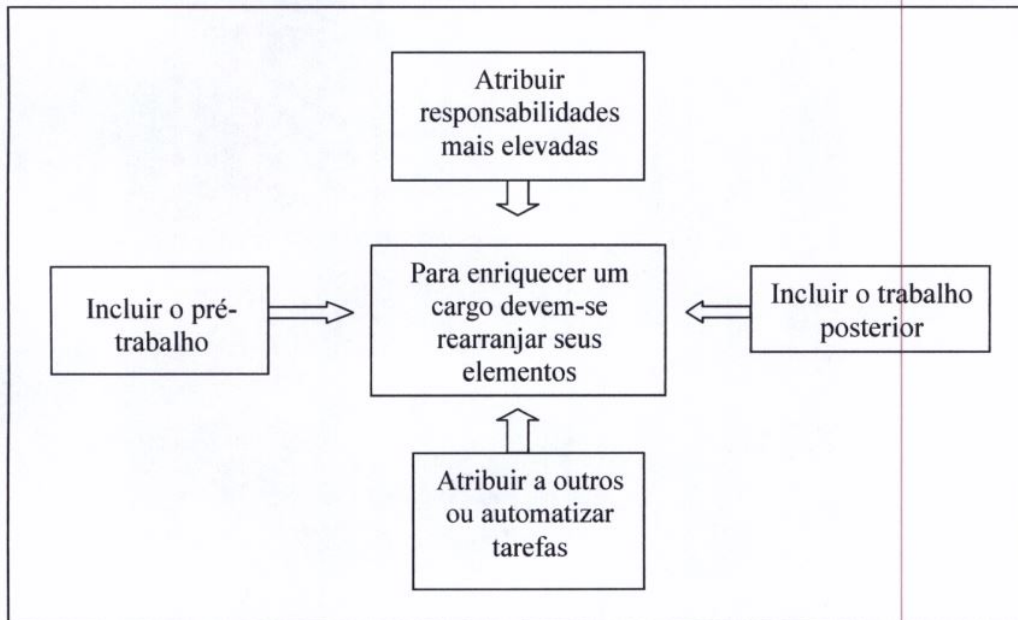 Atribuir
responsabilidades
mais elevadas
Incluir o pré-
trabalho
Para enriquecer um
cargo devem-se
rearranjar seus
elementos
Incluir o trabalho
posterior
Atribuir a outros
ou automatizar
tarefas